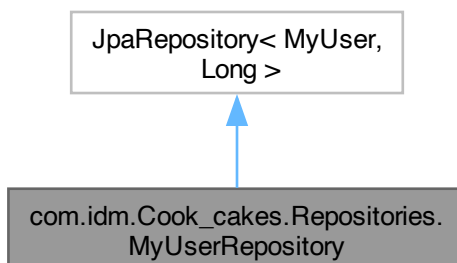 JpaRepository< MyUser,
Long >
com.idm.Cook_cakes.Repositories.
MyUserRepository